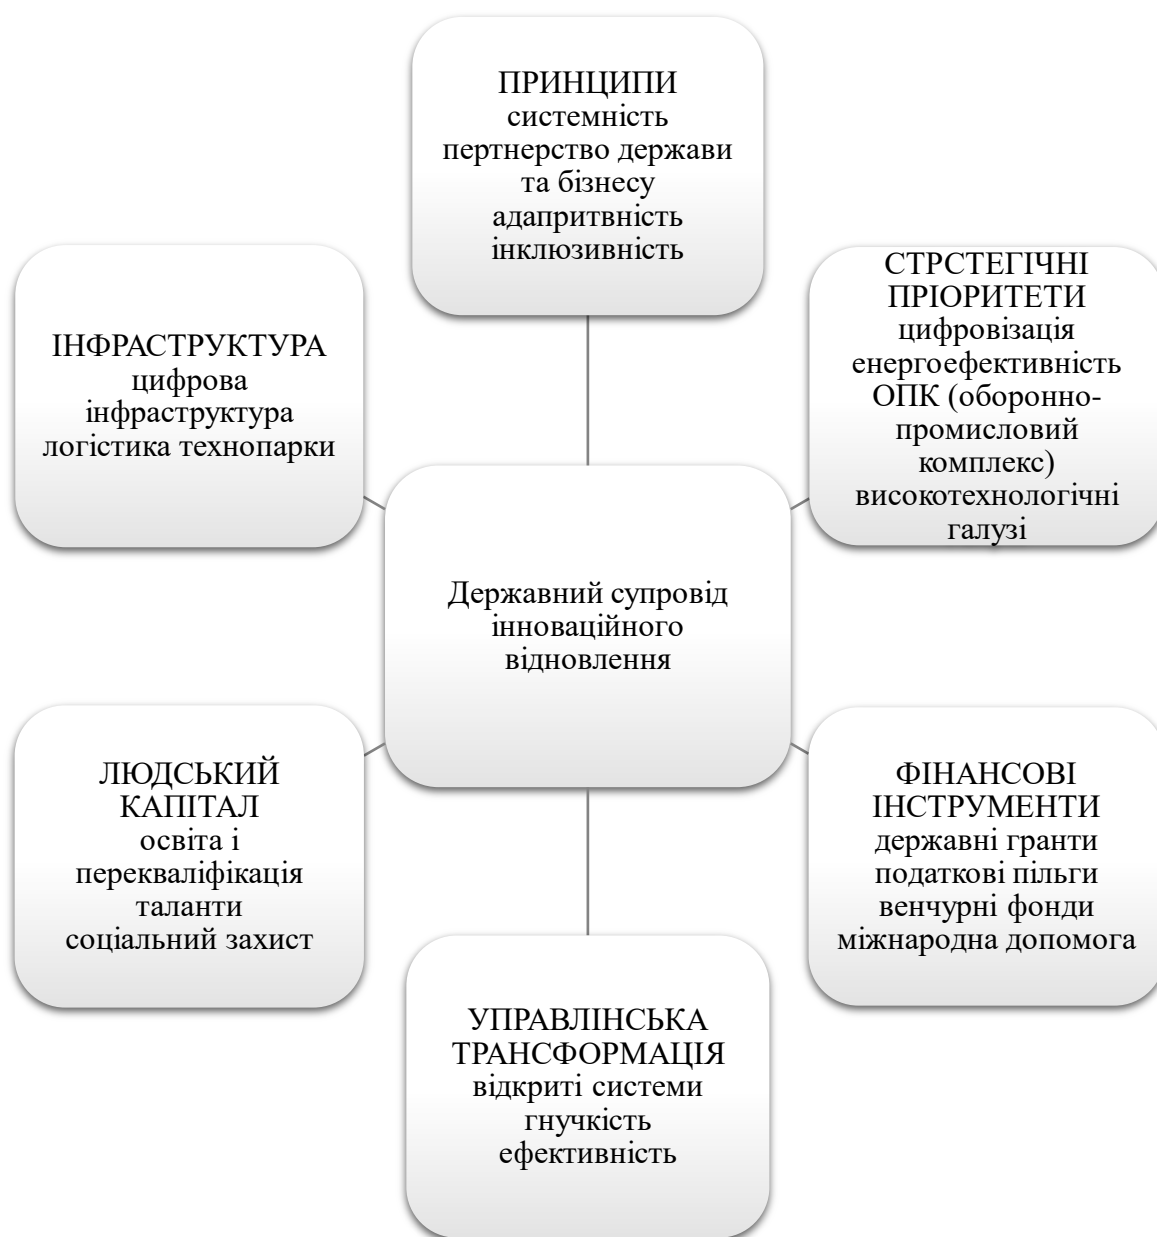 ПРИНЦИПИ
системність
пертнерство держави
та бізнесу
адапритвність
інклюзивність
СТРСТЕГІЧНІ
ПРІОРИТЕТИ
цифровізація
енергоефективність
ОПК (оборонно-
промисловий
комплекс)
високотехнологічні
галузі
ІНФРАСТРУКТУРА
цифрова
інфраструктура
логістика технопарки
Державний супровід
інноваційного
відновлення
ЛЮДСЬКИЙ
КАПІТАЛ
освіта і
перекваліфікація
таланти
соціальний захист
ФІНАНСОВІ
ІНСТРУМЕНТИ
державні гранти
податкові пільги
венчурні фонди
міжнародна допомога
УПРАВЛІНСЬКА
ТРАНСФОРМАЦІЯ
відкриті системи
гнучкість
ефективність